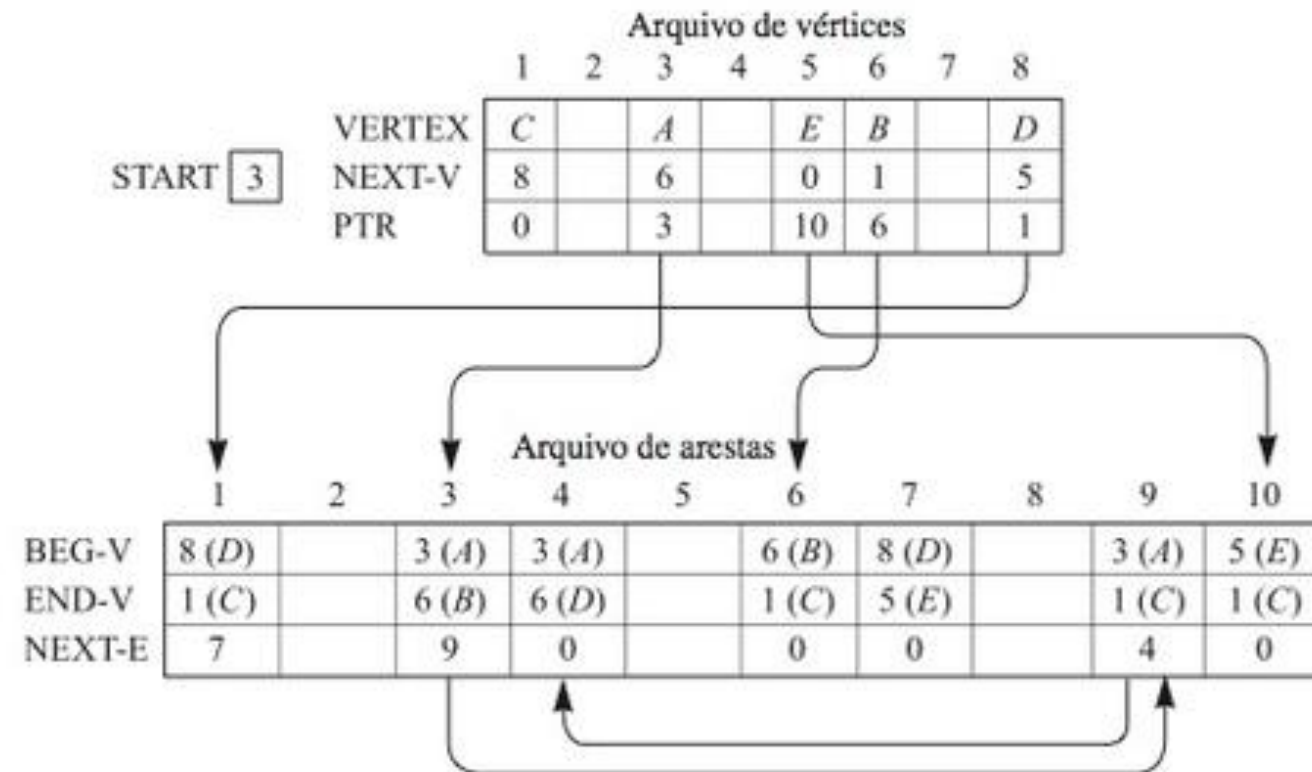 Arquivo de vértices
1 2 3 4 5 6 7 8
VERTEX C A E B D
START 3 NEXT-V 8 6 0 1 5
PTR 0 3 10 6 1
Arquivo de arestas
1 2 3 4 5 6 7 8 9 10
BEG-V 8 (D) 3 (A) 3 (A) 6 (B) 8 (D) 3 (A) 5 (E)
END-V 1 (C) 6 (B) 6 (D) 1 (C) 5 (E) 1 (C) 1 (C)
NEXT-E 7 9 0 0 0 4 0